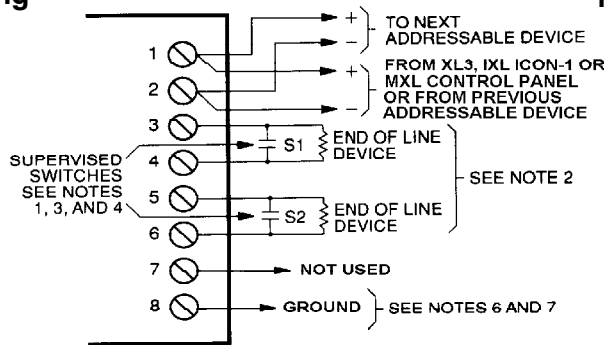 g
1
2
3
4
5
6
7
8
+
−
TO NEXT
ADDRESSABLE DEVICE
+
−
FROM XL3, IXL ICON-1 OR
MXL CONTROL PANEL
OR FROM PREVIOUS
ADDRESSABLE DEVICE
S1
END OF LINE
DEVICE
SUPERVISED
SWITCHES
SEE NOTES
1, 3, AND 4
SEE NOTE 2
S2
END OF LINE
DEVICE
NOT USED
GROUND
SEE NOTES 6 AND 7